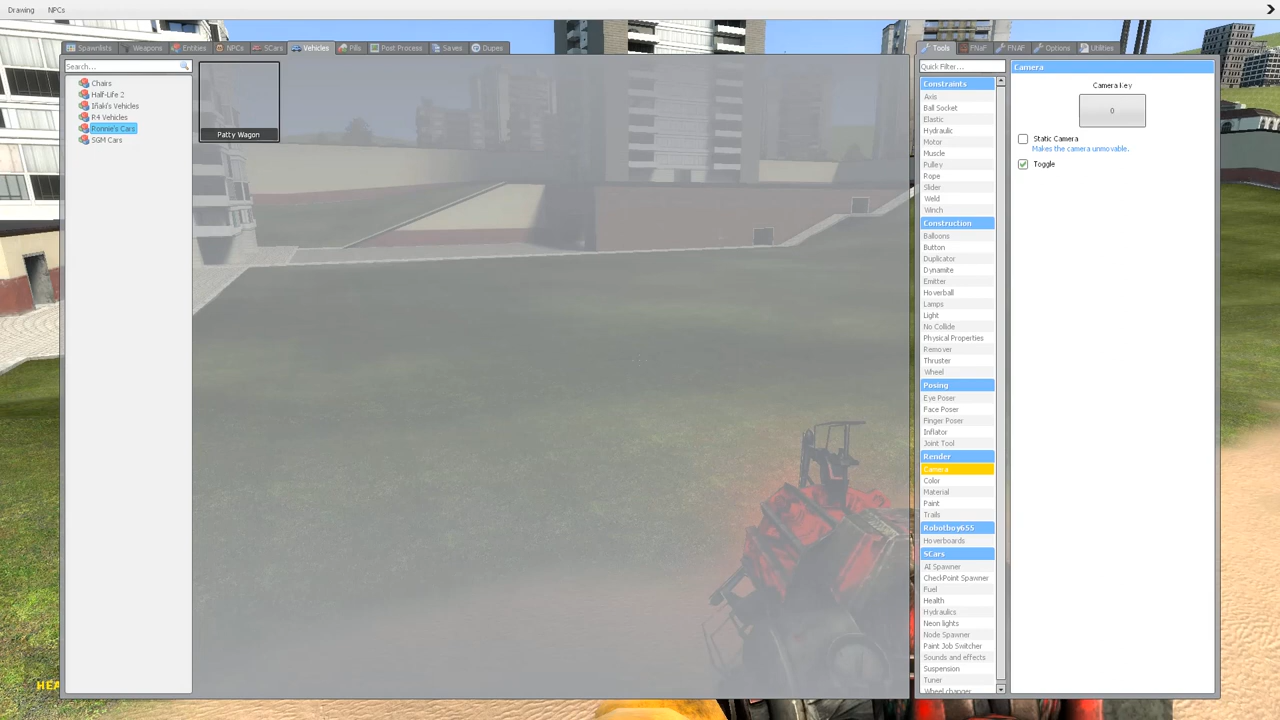 Drawing NPCs
Spawnlists Weapons Entities NPCs SCars Vehicles Pills Post Process Saves Dupes
Search...
Chairs
Half-Life 2
Iñaki's Vehicles
R4 Vehicles
Ronnie's Cars
SGM Cars
Patty Wagon
Tools FNaF FNAF Options Utilities
Quick Filter...
Constraints
Axis
Ball Socket
Elastic
Hydraulic
Motor
Muscle
Pulley
Rope
Slider
Weld
Winch
Construction
Balloons
Button
Duplicator
Dynamite
Emitter
Hoverball
Lamps
Light
No Collide
Physical Properties
Remover
Thruster
Wheel
Posing
Eye Poser
Face Poser
Finger Poser
Inflator
Joint Tool
Render
Camera
Color
Material
Paint
Trails
Robotboy655
Hoverboards
SCars
AI Spawner
CheckPoint Spawner
Fuel
Health
Hydraulics
Neon lights
Node Spawner
Paint Job Switcher
Sounds and effects
Suspension
Tuner
Wheel changer
Camera
Camera Key
0
Static Camera
Makes the camera unmovable.
Toggle
HEA